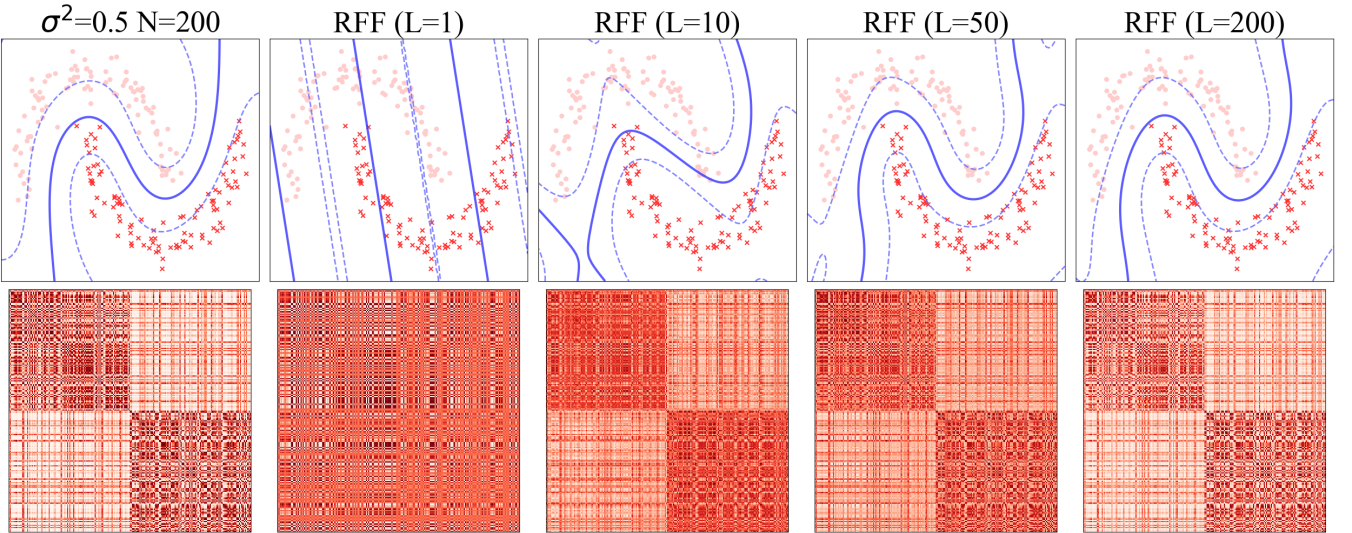 σ²=0.5 N=200
RFF (L=1)
RFF (L=10)
RFF (L=50)
RFF (L=200)